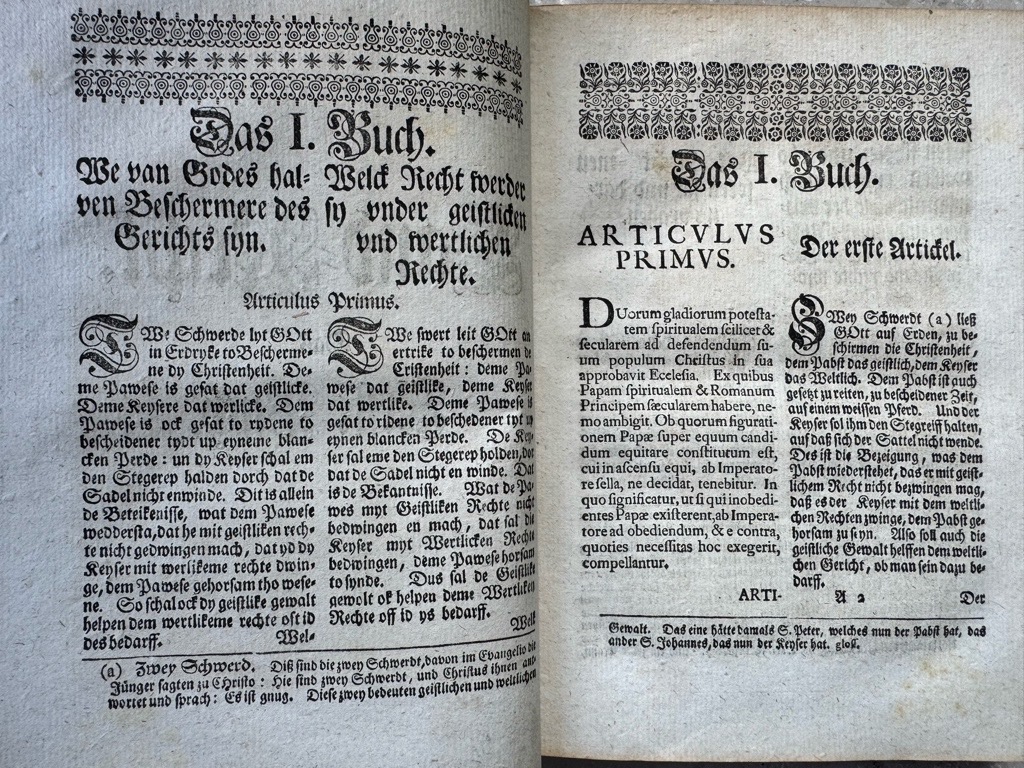 Das I. Buch.
We van Godes hal-
ven Beschermere des
Gerichts syn.
Welck Recht werder
sy vnder geistlicken
vnd wertlichen
Rechte.
Articulus Primus.
TWe Schwerde lyt GOtt
in Erdryke to Bescherme-
ne dy Christenheit. De-
me Pawese is gesat dat geistlicke.
Deme Keysere dat werlicke. Dem
Pawese is ock gesat to rydene to
bescheidener tydt up eyneme blan-
cken Perde: un dy Keyser schal em
den Stegerep halden dorch dat de
Sadel nicht enwinde. Dit is allein
de Beteikenisse, wat dem Pawese
weddersta, dat he mit geistliken rech-
te nicht gedwingen mach, dat yd dy
Keyser mit werlikeme rechte dwin-
ge, dem Pawese gehorsam tho wese-
ne. So schal ock dy geistlike gewalt
helpen dem wertlikeme rechte oft id
des bedarff. Wel-
TWe swert leit GOtt on
ertrike to beschermen de
Cristenheit: deme Pa-
wese dat geistlike, deme Keyser
dat wertlike. Deme Pawese is
gesat to ridene to beschedener tyt up
eynen blancken Perde. De Key-
ser sal eme den Stegerep holden, dor
dat de Sadel nicht en winde. Dat
is de Bekantnisse. Wat de Pa-
wes myt Geistliken Rechte nicht
bedwingen en mach, dat sal die
Keyser myt Wertlicken Rechte
bedwingen, deme Pawese horsam
to synde. Dus sal de Geistlike
gewolt ok helpen deme Wertliken
Rechte off id ys bedarff.
Welk
(a) Zwey Schwerd. Diß sind die zwey Schwerdt, davon im Evangelio die
Jünger sagten zu Christo: Hie sind zwey Schwerdt, und Christus ihnen ant-
wortet und sprach: Es ist gnug. Diese zwey bedeuten geistlichen und weltlichen
Das I. Buch.
ARTICVLVS
PRIMVS.
DUorum gladiorum potesta-
tem spiritualem scilicet &
secularem ad defendendum su-
um populum Christus in sua
approbavit Ecclesia. Ex quibus
Papam spiritualem & Romanum
Principem sæcularem habere, ne-
mo ambigit. Ob quorum figurati-
onem Papæ super equum candi-
dum equitare constitutum est,
cui in ascensu equi, ab Imperato-
re sella, ne decidat, tenebitur. In
quo significatur, ut si qui inobedi-
entes Papæ existerent, ab Impera-
tore ad obediendum, & e contra,
quoties necessitas hoc exegerit,
compellantur.
ARTI-
Der erste Artickel.
ZWey Schwerdt (a) ließ
GOtt auf Erden, zu be-
schirmen die Christenheit,
dem Pabst das geistlich, dem Keyser
das Weltlich. Dem Pabst ist auch
gesetzt zu reiten, zu bescheidener Zeit,
auf einem weissen Pferd. Und der
Keyser sol ihm den Stegreiff halten,
auf daß sich der Sattel nicht wende.
Des ist die Bezeigung, was dem
Pabst wiederstehet, das er mit geist-
lichem Recht nicht bezwingen mag,
daß es der Keyser mit dem weltli-
chen Rechten zwinge, dem Pabst ge-
horsam zu seyn. Also soll auch die
geistliche Gewalt helffen dem weltli-
chen Gericht, ob man sein dazu be-
darff.
A 2 Der
Gewalt. Das eine hätte damals S. Peter, welches nun der Pabst hat, das
ander S. Johannes, das nun der Keyser hat. gloss.